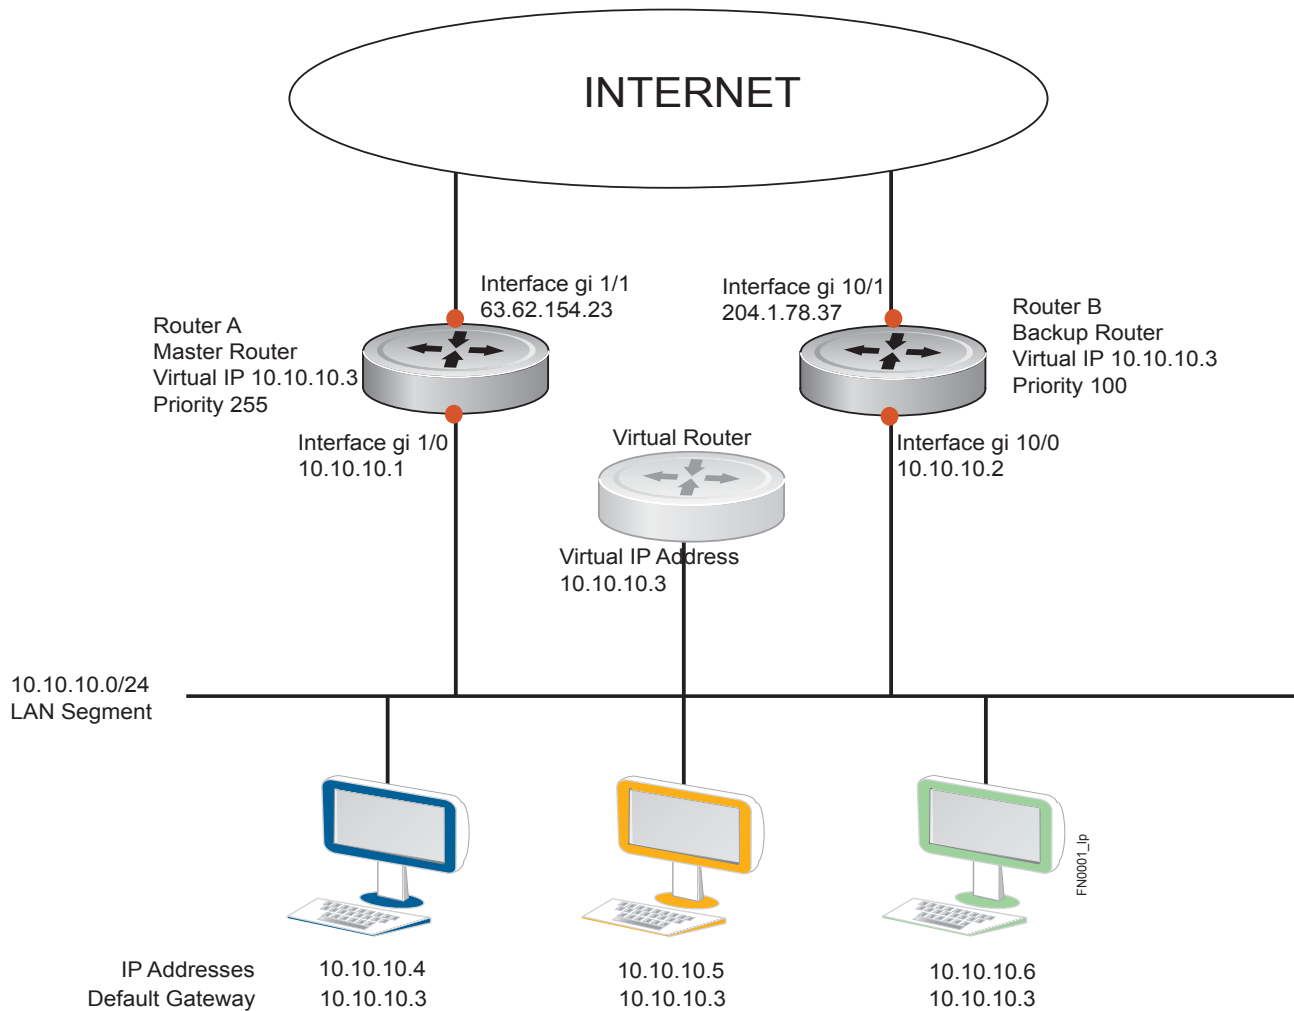 INTERNET
Interface gi 1/1
63.62.154.23
Interface gi 10/1
204.1.78.37
Router A
Master Router
Virtual IP 10.10.10.3
Priority 255
Router B
Backup Router
Virtual IP 10.10.10.3
Priority 100
Interface gi 1/0
10.10.10.1
Virtual Router
Interface gi 10/0
10.10.10.2
Virtual IP Address
10.10.10.3
10.10.10.0/24
LAN Segment
FN0001_lp
IP Addresses 10.10.10.4 10.10.10.5 10.10.10.6
Default Gateway 10.10.10.3 10.10.10.3 10.10.10.3